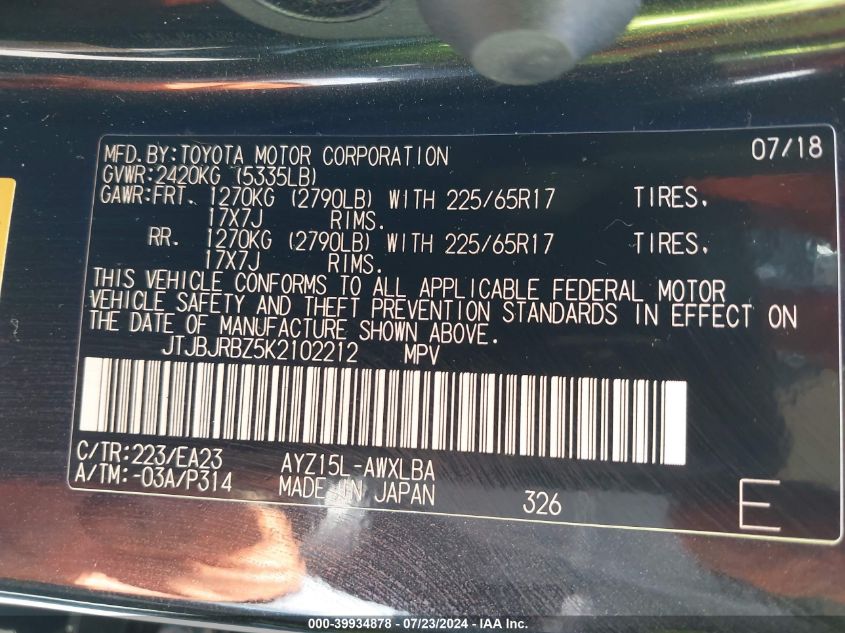 MFD. BY: TOYOTA MOTOR CORPORATION 07/18
GVWR: 2420KG (5335LB)
GAWR: FRT. 1270KG (2790LB) WITH 225/65R17 TIRES.
17X7J RIMS.
RR. 1270KG (2790LB) WITH 225/65R17 TIRES.
17X7J RIMS.
THIS VEHICLE CONFORMS TO ALL APPLICABLE FEDERAL MOTOR
VEHICLE SAFETY AND THEFT PREVENTION STANDARDS IN EFFECT ON
THE DATE OF MANUFACTURE SHOWN ABOVE.
JTJBJRBZ5K2102212 MPV
C/TR: 223/EA23 AYZ15L-AWXLBA
A/TM: -03A/P314 MADE IN JAPAN 326 E
000-39934878 - 07/23/2024 - IAA Inc.